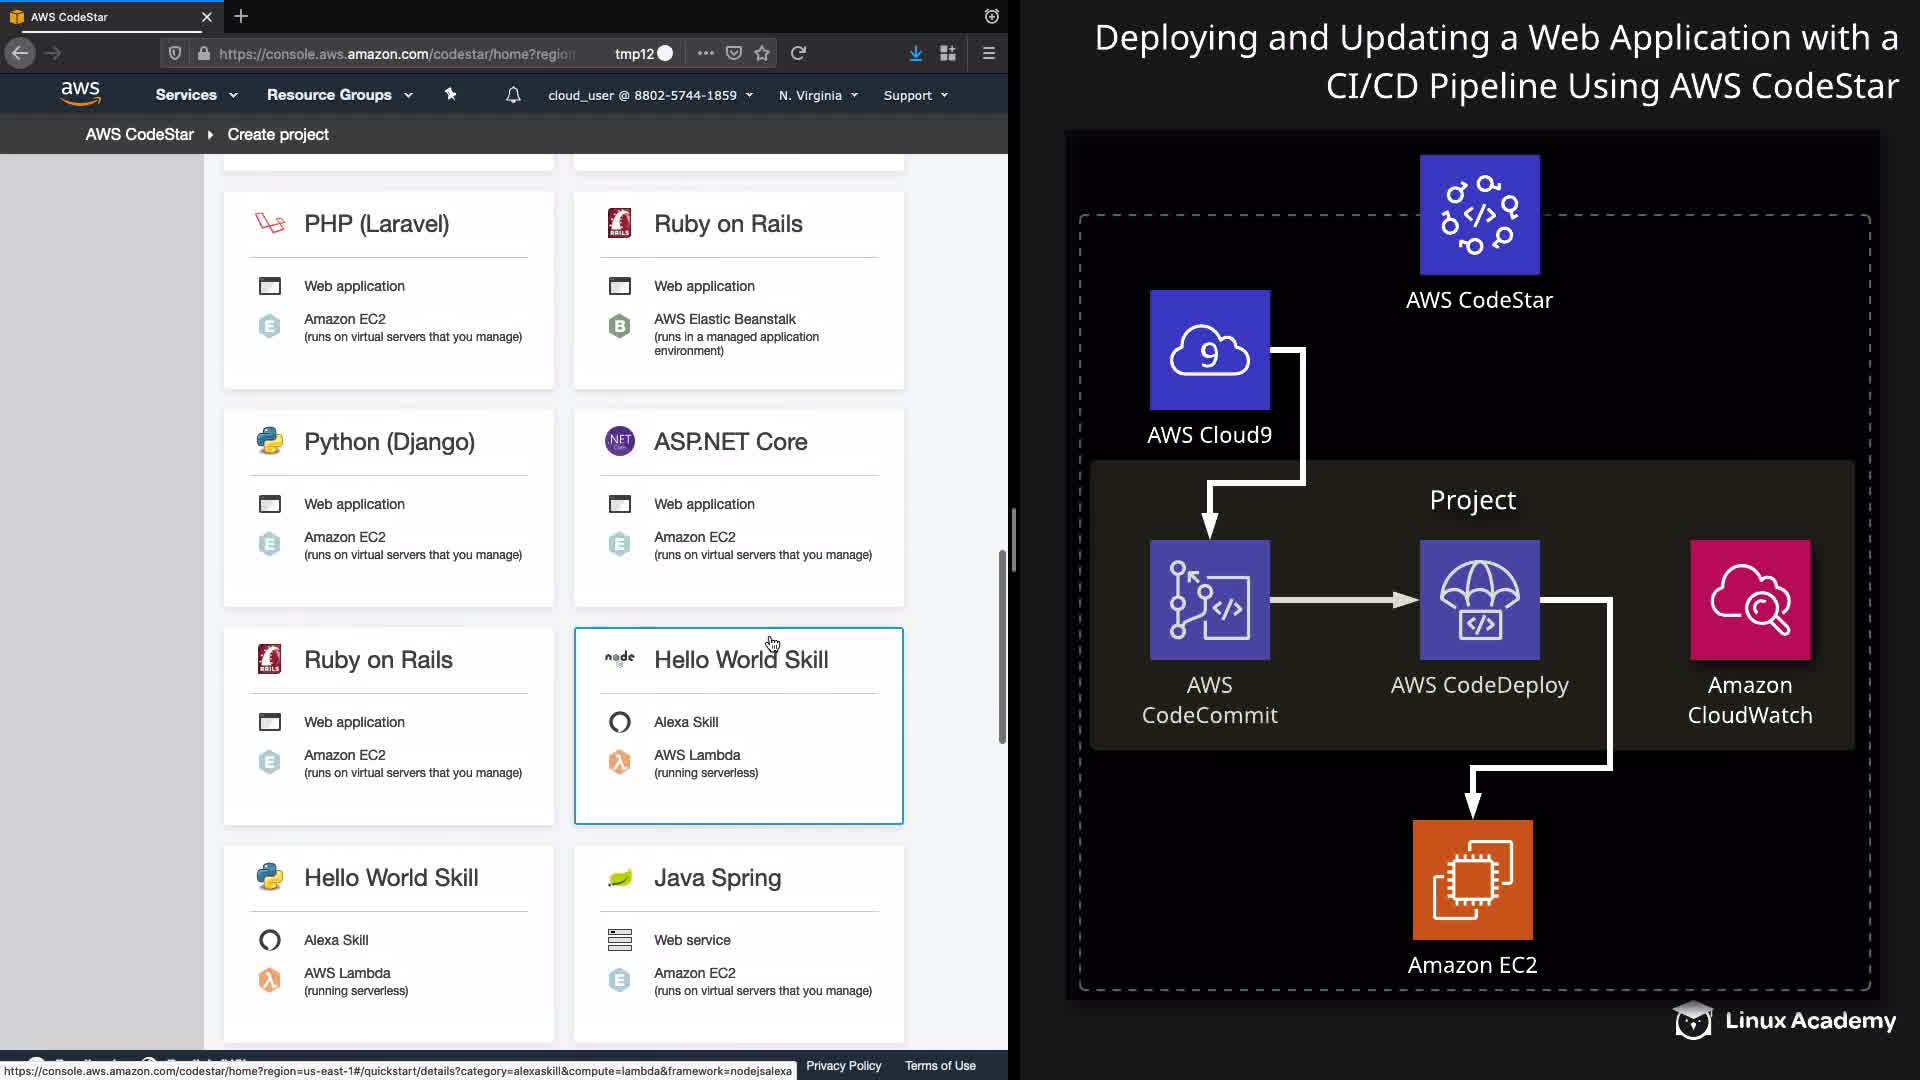 AWS CodeStar
https://console.aws.amazon.com/codestar/home?region
tmp12
aws
Services
Resource Groups
cloud_user @ 8802-5744-1859
N. Virginia
Support
AWS CodeStar
Create project
PHP (Laravel)
Web application
Amazon EC2
(runs on virtual servers that you manage)
RAILS
Ruby on Rails
Web application
B
AWS Elastic Beanstalk
(runs in a managed application
environment)
E
Python (Django)
Web application
E
Amazon EC2
(runs on virtual servers that you manage)
.NET
Core
ASP.NET Core
Web application
E
Amazon EC2
(runs on virtual servers that you manage)
RAILS
Ruby on Rails
Web application
E
Amazon EC2
(runs on virtual servers that you manage)
node
Hello World Skill
Alexa Skill
λ
AWS Lambda
(running serverless)
Hello World Skill
Alexa Skill
λ
AWS Lambda
(running serverless)
Java Spring
Web service
E
Amazon EC2
(runs on virtual servers that you manage)
Privacy Policy
Terms of Use
https://console.aws.amazon.com/codestar/home?region=us-east-1#/quickstart/details?category=alexaskill&compute=lambda&framework=nodejsalexa
Deploying and Updating a Web Application with a
CI/CD Pipeline Using AWS CodeStar
</>
AWS CodeStar
9
AWS Cloud9
Project
</>
AWS
CodeCommit
</>
AWS CodeDeploy
Amazon
CloudWatch
Amazon EC2
Linux Academy